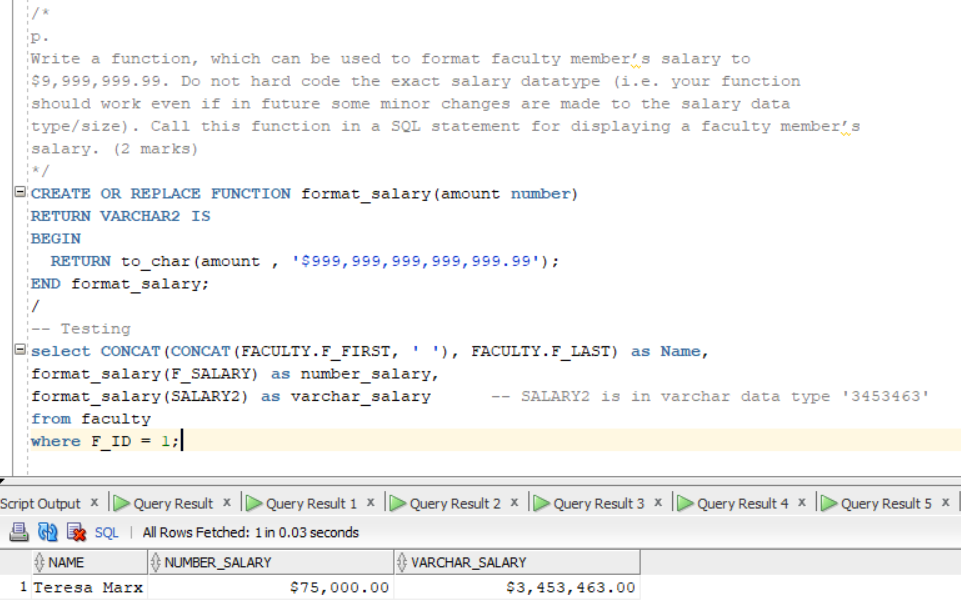 /*
p.
Write a function, which can be used to format faculty member's salary to
$9,999,999.99. Do not hard code the exact salary datatype (i.e. your function
should work even if in future some minor changes are made to the salary data
type/size). Call this function in a SQL statement for displaying a faculty member's
salary. (2 marks)
*/
CREATE OR REPLACE FUNCTION format_salary(amount number)
RETURN VARCHAR2 IS
BEGIN
  RETURN to_char(amount , '$999,999,999,999,999.99');
END format_salary;
/
-- Testing
select CONCAT(CONCAT(FACULTY.F_FIRST, ' '), FACULTY.F_LAST) as Name,
format_salary(F_SALARY) as number_salary,
format_salary(SALARY2) as varchar_salary      -- SALARY2 is in varchar data type '3453463'
from faculty
where F_ID = 1;
Script Output x Query Result x Query Result 1 x Query Result 2 x Query Result 3 x Query Result 4 x Query Result 5 x
SQL | All Rows Fetched: 1 in 0.03 seconds
NAME NUMBER_SALARY VARCHAR_SALARY
1 Teresa Marx $75,000.00 $3,453,463.00